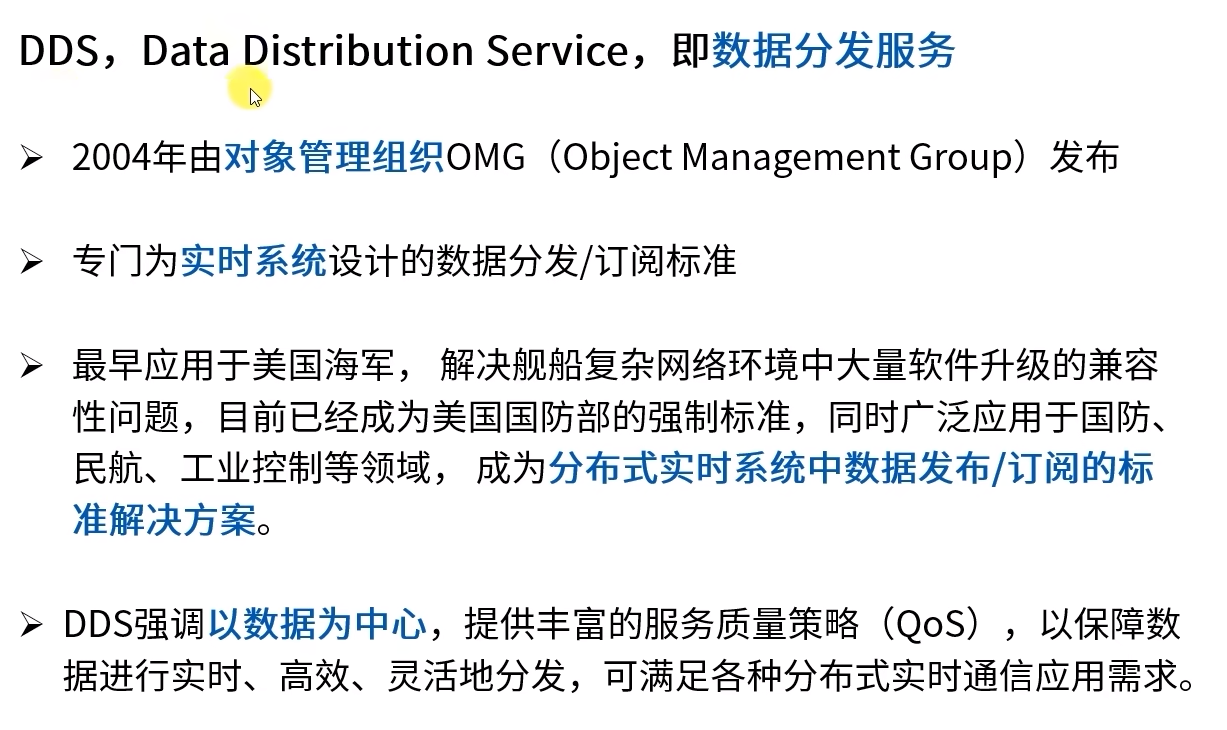 DDS，Data Distribution Service，即数据分发服务
➢ 2004年由对象管理组织OMG（Object Management Group）发布
➢ 专门为实时系统设计的数据分发/订阅标准
➢ 最早应用于美国海军， 解决舰船复杂网络环境中大量软件升级的兼容
性问题，目前已经成为美国国防部的强制标准，同时广泛应用于国防、
民航、工业控制等领域， 成为分布式实时系统中数据发布/订阅的标
准解决方案。
➢ DDS强调以数据为中心，提供丰富的服务质量策略（QoS），以保障数
据进行实时、高效、灵活地分发，可满足各种分布式实时通信应用需求。